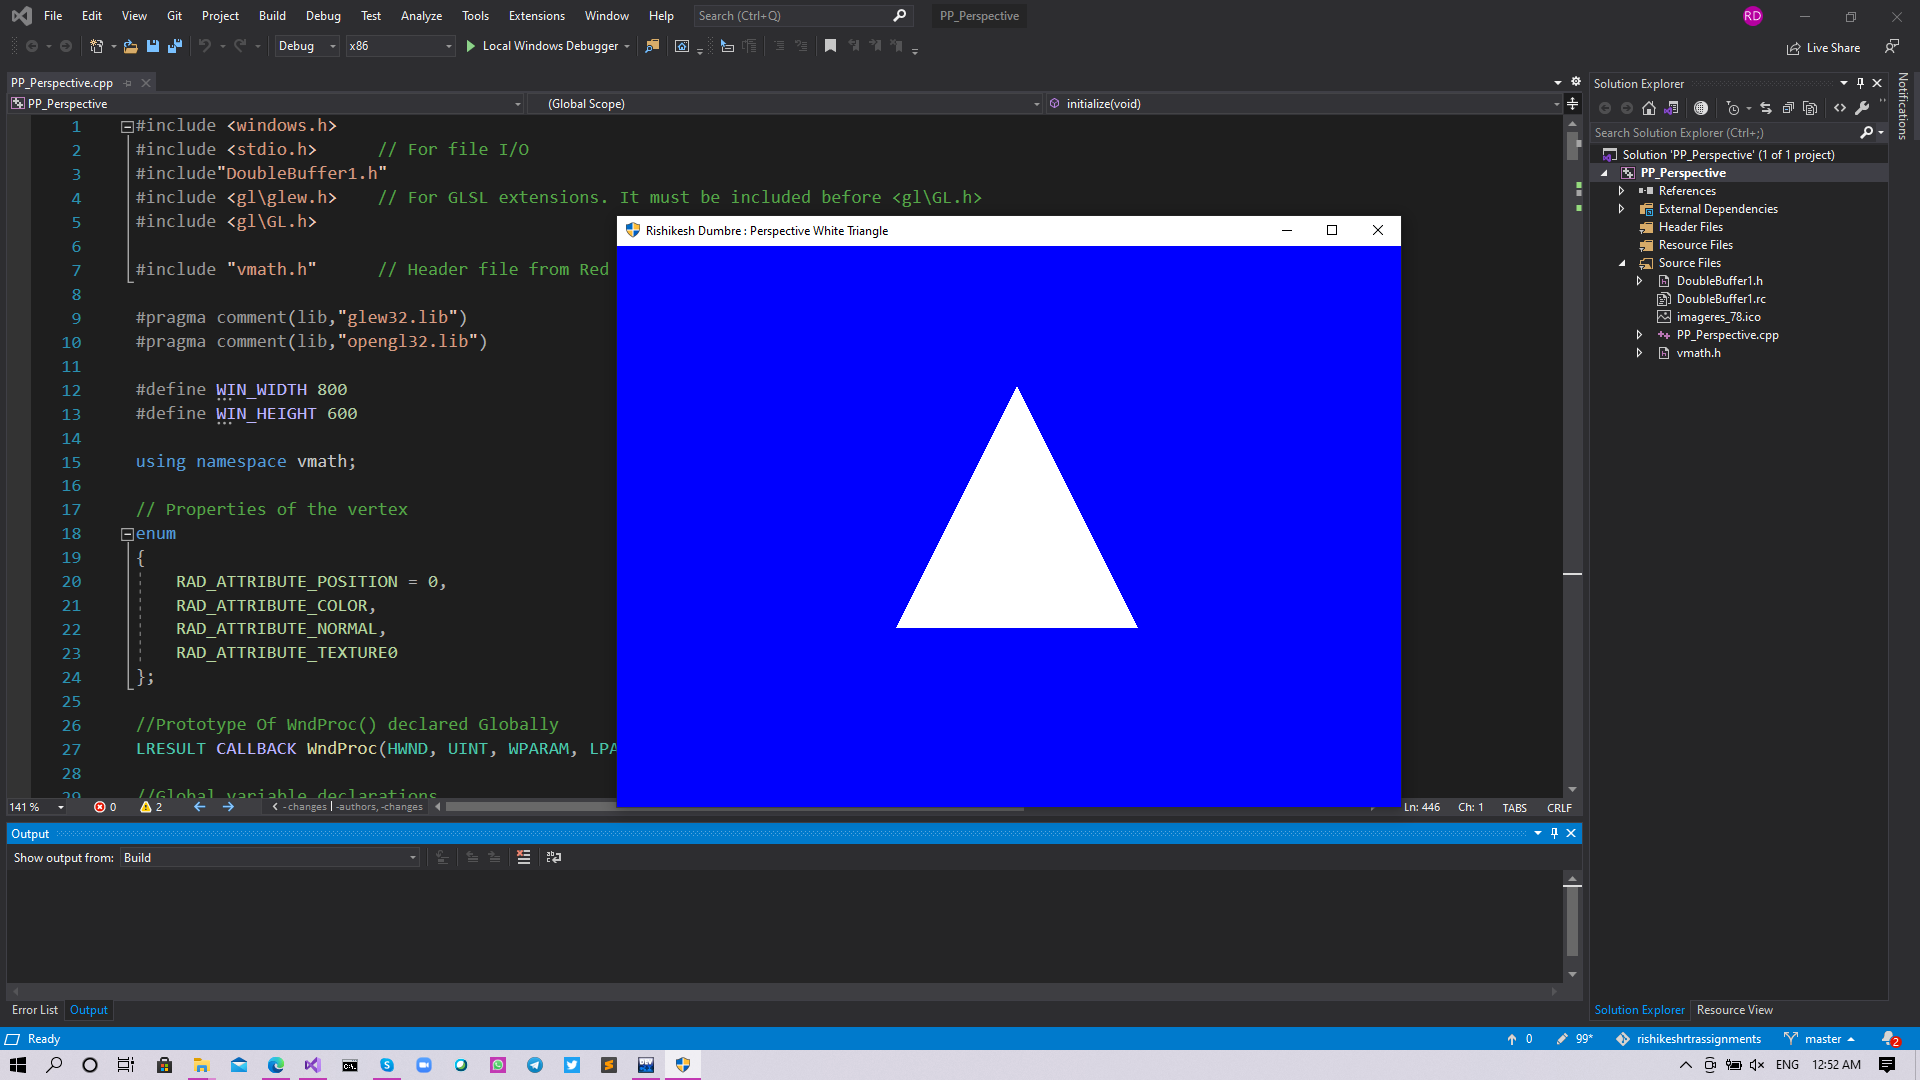 File Edit View Git Project Build Debug Test Analyze Tools Extensions Window Help Search (Ctrl+Q) PP_Perspective RD
Debug x86 Local Windows Debugger Live Share
PP_Perspective.cpp
PP_Perspective (Global Scope) initialize(void)
1 #include <windows.h>
2 #include <stdio.h> // For file I/O
3 #include"DoubleBuffer1.h"
4 #include <gl\glew.h> // For GLSL extensions. It must be included before <gl\GL.h>
5 #include <gl\GL.h>
6
7 #include "vmath.h" // Header file from Red
8
9 #pragma comment(lib,"glew32.lib")
10 #pragma comment(lib,"opengl32.lib")
11
12 #define WIN_WIDTH 800
13 #define WIN_HEIGHT 600
14
15 using namespace vmath;
16
17 // Properties of the vertex
18 enum
19 {
20 RAD_ATTRIBUTE_POSITION = 0,
21 RAD_ATTRIBUTE_COLOR,
22 RAD_ATTRIBUTE_NORMAL,
23 RAD_ATTRIBUTE_TEXTURE0
24 };
25
26 //Prototype Of WndProc() declared Globally
27 LRESULT CALLBACK WndProc(HWND, UINT, WPARAM, LPA
28
29 //Global variable declarations
Rishikesh Dumbre : Perspective White Triangle
141 % 0 2 - changes | -authors, -changes Ln: 446 Ch: 1 TABS CRLF
Output
Show output from: Build
Error List Output
Solution Explorer
Search Solution Explorer (Ctrl+;)
Solution 'PP_Perspective' (1 of 1 project)
PP_Perspective
References
External Dependencies
Header Files
Resource Files
Source Files
DoubleBuffer1.h
DoubleBuffer1.rc
imageres_78.ico
PP_Perspective.cpp
vmath.h
Solution Explorer Resource View
Notifications
Ready 0 99* rishikeshrtrassignments master 2
ENG 12:52 AM